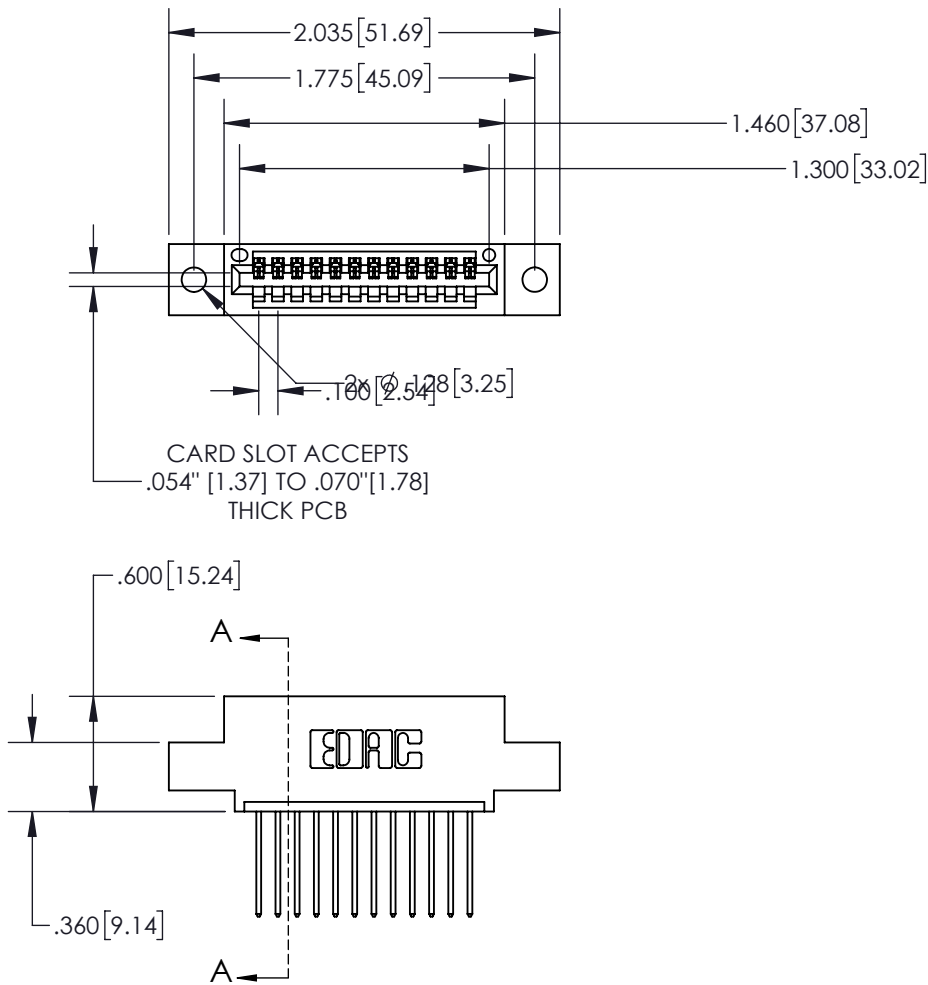 2.035[51.69]
1.775[45.09]
1.460[37.08]
1.300[33.02]
2x Ø .128[3.25]
.100[2.54]
CARD SLOT ACCEPTS
.054" [1.37] TO .070"[1.78]
THICK PCB
.600[15.24]
A
EDAC
.360[9.14]
A